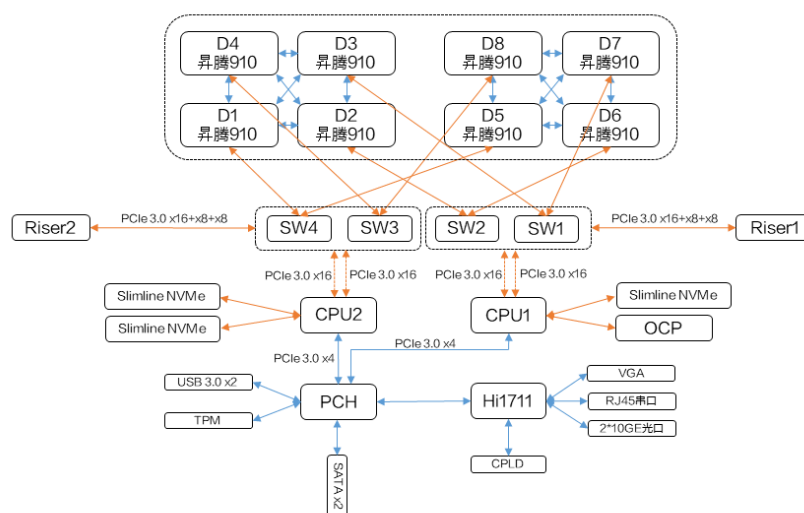 D4
昇腾910
D3
昇腾910
D8
昇腾910
D7
昇腾910
D1
昇腾910
D2
昇腾910
D5
昇腾910
D6
昇腾910
Riser2
PCIe 3.0 x16+x8+x8
SW4
SW3
SW2
SW1
PCIe 3.0 x16+x8+x8
Riser1
PCIe 3.0 x16
PCIe 3.0 x16
PCIe 3.0 x16
PCIe 3.0 x16
Slimline NVMe
Slimline NVMe
CPU2
CPU1
Slimline NVMe
OCP
PCIe 3.0 x4
PCIe 3.0 x4
USB 3.0 x2
TPM
PCH
Hi1711
VGA
RJ45串口
2*10GE光口
SATA x2
CPLD